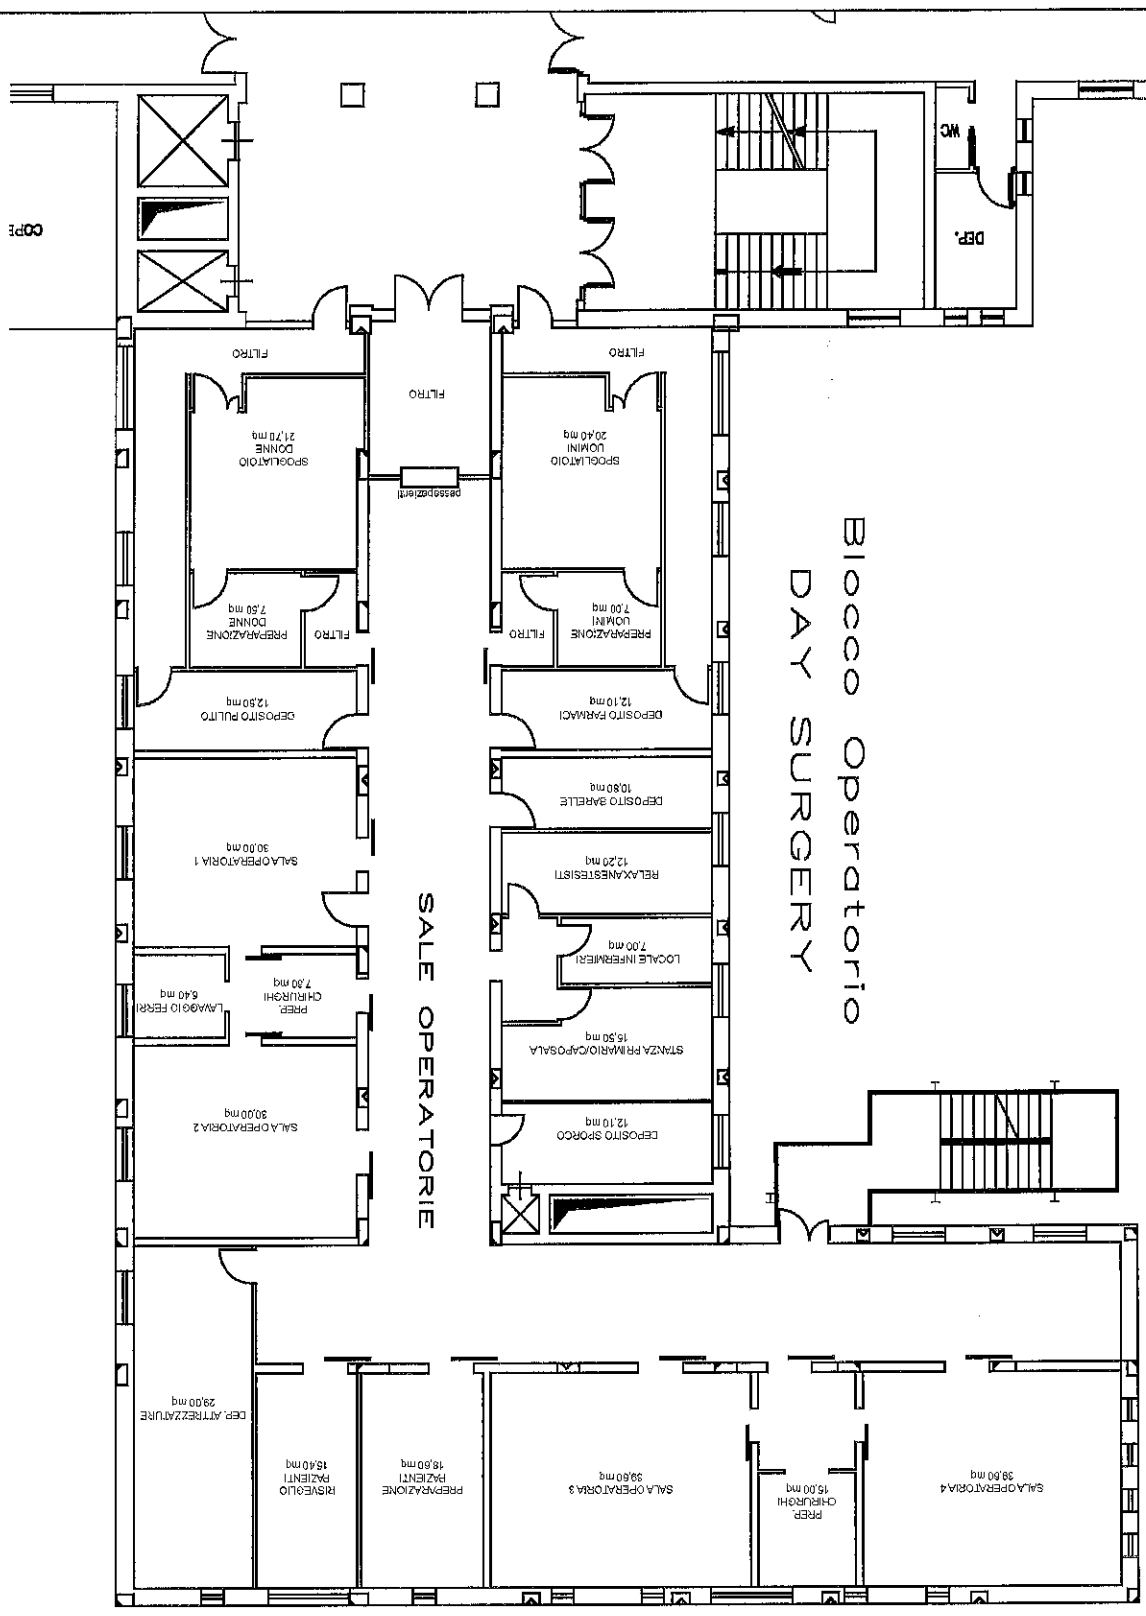 WC
DEP.
COPE
FILTRO
FILTRO
FILTRO
SPOGLIATOIO
DONNE
21,70 mq
SPOGLIATOIO
UOMINI
20,40 mq
passapazienti
PREPARAZIONE
DONNE
7,50 mq
FILTRO
FILTRO
PREPARAZIONE
UOMINI
7,00 mq
DEPOSITO PULITO
12,50 mq
DEPOSITO FARMACI
12,10 mq
Blocco Operatorio
DAY SURGERY
SALA OPERATORIA 1
30,00 mq
DEPOSITO BARELLE
10,80 mq
RELAX ANESTESISTI
12,20 mq
SALE OPERATORIE
LAVAGGIO FERRI
6,40 mq
PREP.
CHIRURGHI
7,80 mq
LOCALE INFERMIERI
7,00 mq
STANZA PRIMARIO/CAPOSALA
15,50 mq
SALA OPERATORIA 2
30,00 mq
DEPOSITO SPORCO
12,10 mq
DEP. ATTREZZATURE
29,00 mq
RISVEGLIO
PAZIENTI
15,40 mq
PREPARAZIONE
PAZIENTI
18,60 mq
SALA OPERATORIA 3
39,60 mq
PREP.
CHIRURGHI
15,00 mq
SALA OPERATORIA 4
39,60 mq